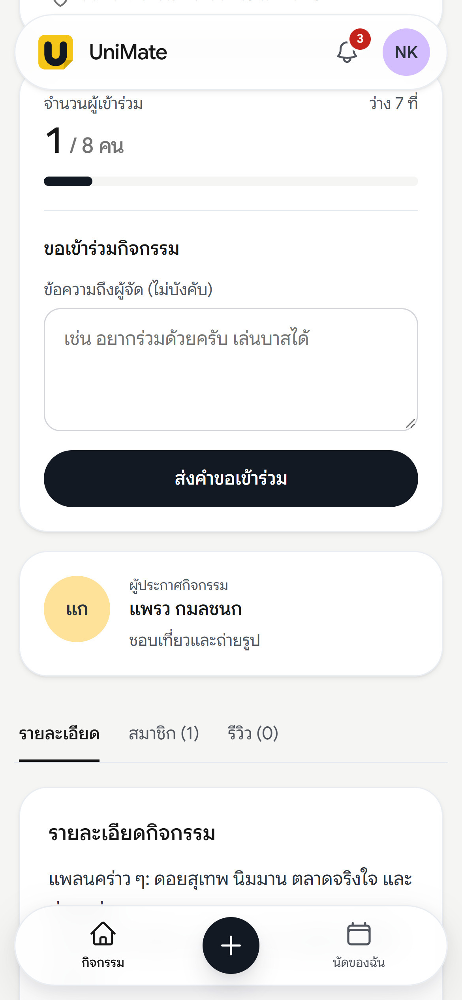 UniMate
3
NK
จำนวนผู้เข้าร่วม
ว่าง 7 ที่
1 / 8 คน
ขอเข้าร่วมกิจกรรม
ข้อความถึงผู้จัด (ไม่บังคับ)
เช่น อยากร่วมด้วยครับ เล่นบาสได้
ส่งคำขอเข้าร่วม
แก
ผู้ประกาศกิจกรรม
แพรว กมลชนก
ชอบเที่ยวและถ่ายรูป
รายละเอียด
สมาชิก (1)
รีวิว (0)
รายละเอียดกิจกรรม
แพลนคร่าว ๆ: ดอยสุเทพ นิมมาน ตลาดจริงใจ และ
กิจกรรม
นัดของฉัน